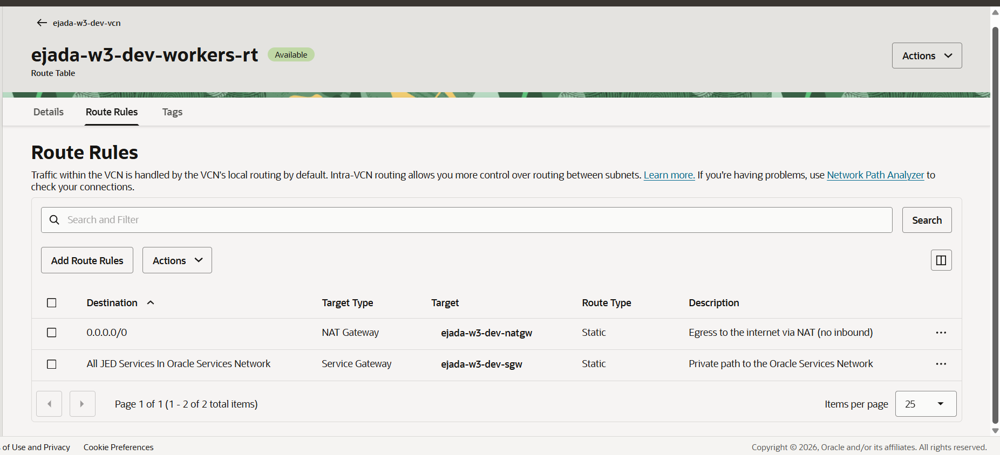 ejada-w3-dev-vcn
ejada-w3-dev-workers-rt Available
Actions
Route Table
Details Route Rules Tags
Route Rules
Traffic within the VCN is handled by the VCN's local routing by default. Intra-VCN routing allows you more control over routing between subnets. Learn more. If you're having problems, use Network Path Analyzer to
check your connections.
Search and Filter Search
Add Route Rules Actions
Destination Target Type Target Route Type Description
0.0.0.0/0 NAT Gateway ejada-w3-dev-natgw Static Egress to the internet via NAT (no inbound)
All JED Services In Oracle Services Network Service Gateway ejada-w3-dev-sgw Static Private path to the Oracle Services Network
Page 1 of 1 (1 - 2 of 2 total items) Items per page 25
of Use and Privacy Cookie Preferences Copyright © 2026, Oracle and/or its affiliates. All rights reserved.